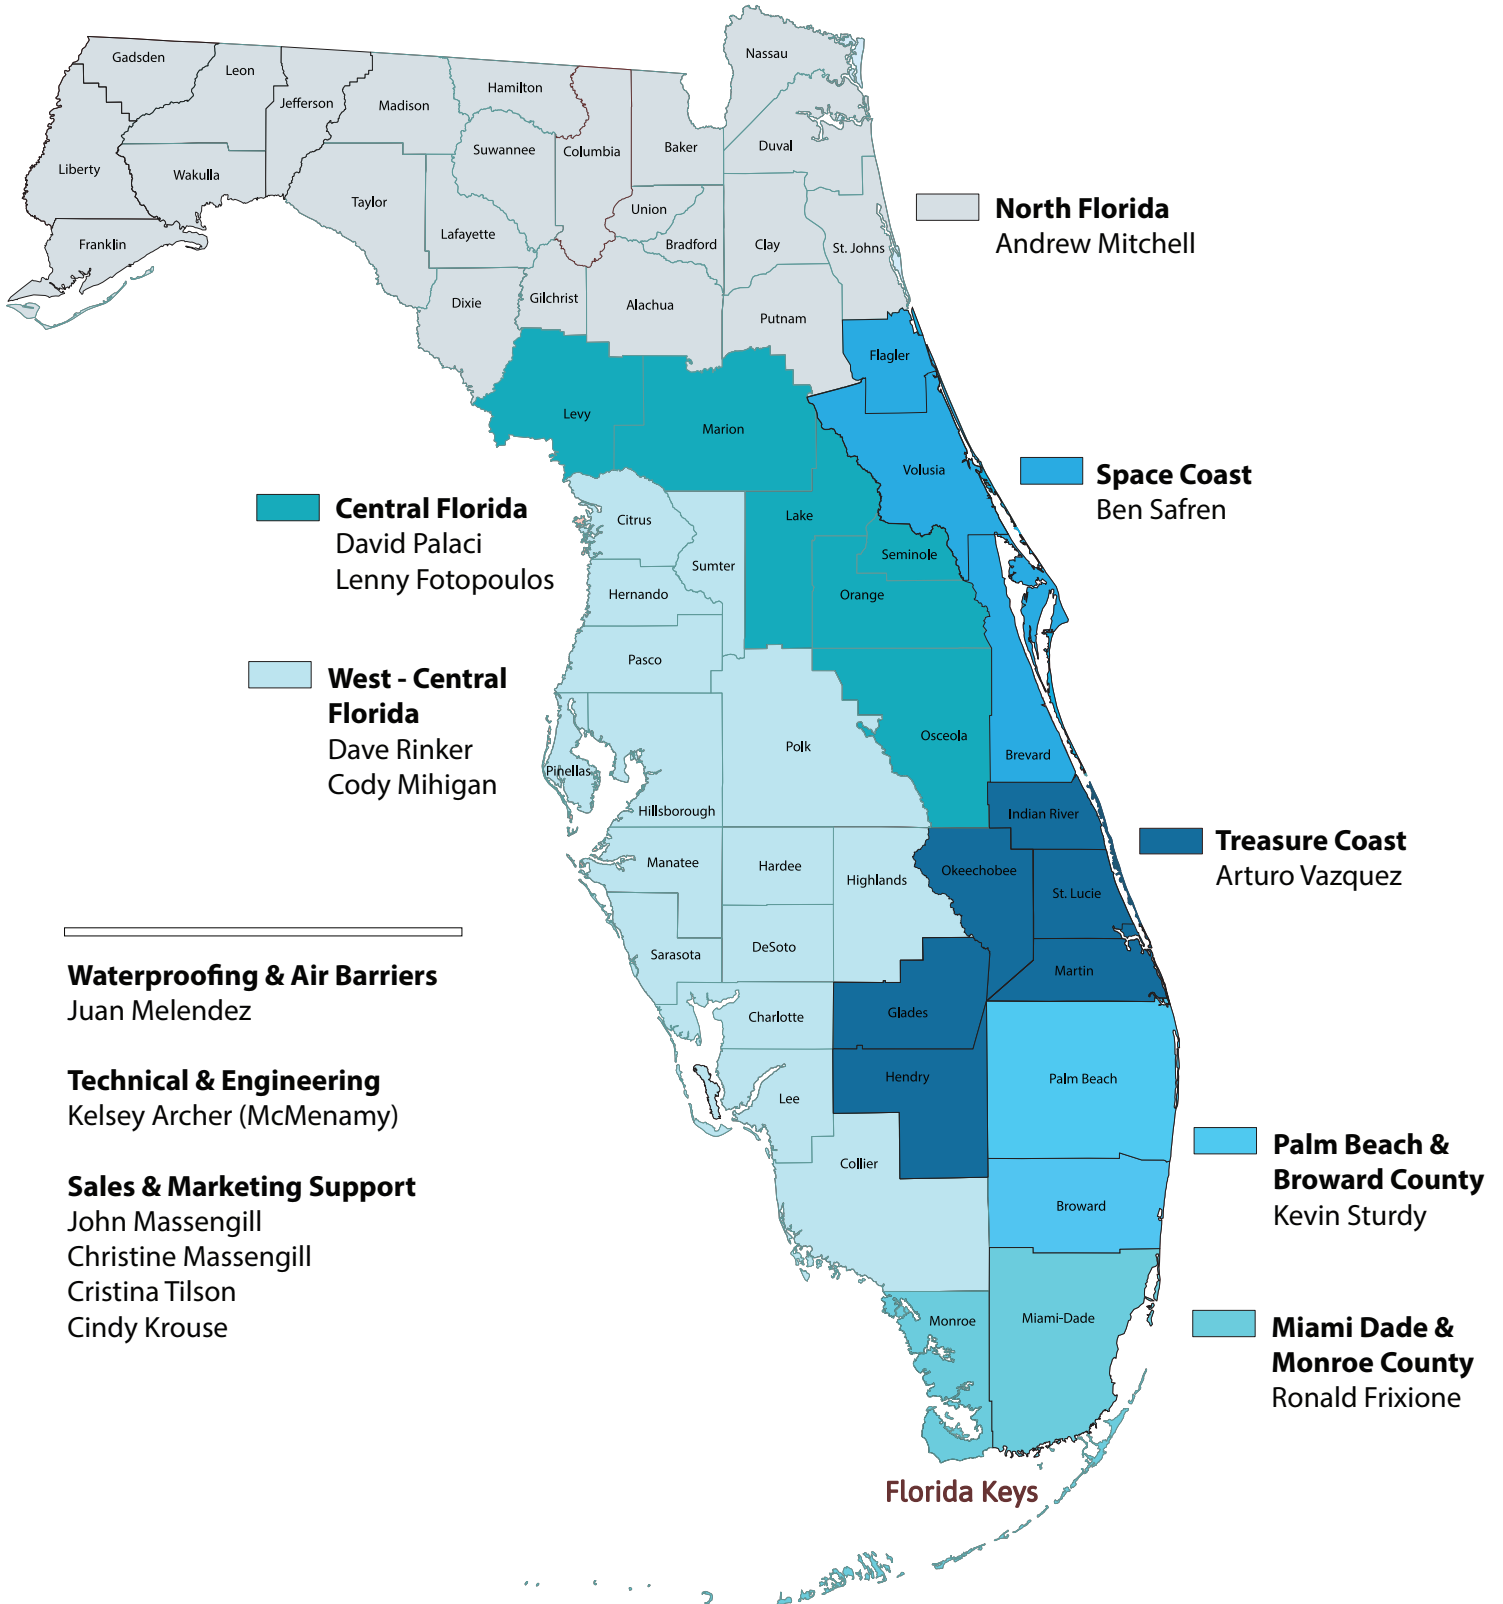 Nassau
Gadsden
Leon
Hamilton
Jefferson
Madison
Duval
Baker
Suwannee
Columbia
Liberty
Wakulla
Taylor
Union
Lafayette
Franklin
Bradford
Clay
St. Johns
Dixie
Gilchrist
Alachua
Putnam
Flagler
Levy
Marion
Volusia
Citrus
Lake
Sumter
Seminole
Hernando
Orange
Pasco
Osceola
Polk
Brevard
Pinellas
Hillsborough
Indian River
Manatee
Hardee
Highlands
Okeechobee
St. Lucie
Sarasota
DeSoto
Martin
Charlotte
Glades
Hendry
Palm Beach
Lee
Collier
Broward
Monroe
Miami-Dade
Florida Keys
North Florida
Andrew Mitchell
Space Coast
Ben Safren
Central Florida
David Palaci
Lenny Fotopoulos
West - Central
Florida
Dave Rinker
Cody Mihigan
Treasure Coast
Arturo Vazquez
Palm Beach &
Broward County
Kevin Sturdy
Miami Dade &
Monroe County
Ronald Frixione
Waterproofing & Air Barriers
Juan Melendez
Technical & Engineering
Kelsey Archer (McMenamy)
Sales & Marketing Support
John Massengill
Christine Massengill
Cristina Tilson
Cindy Krouse